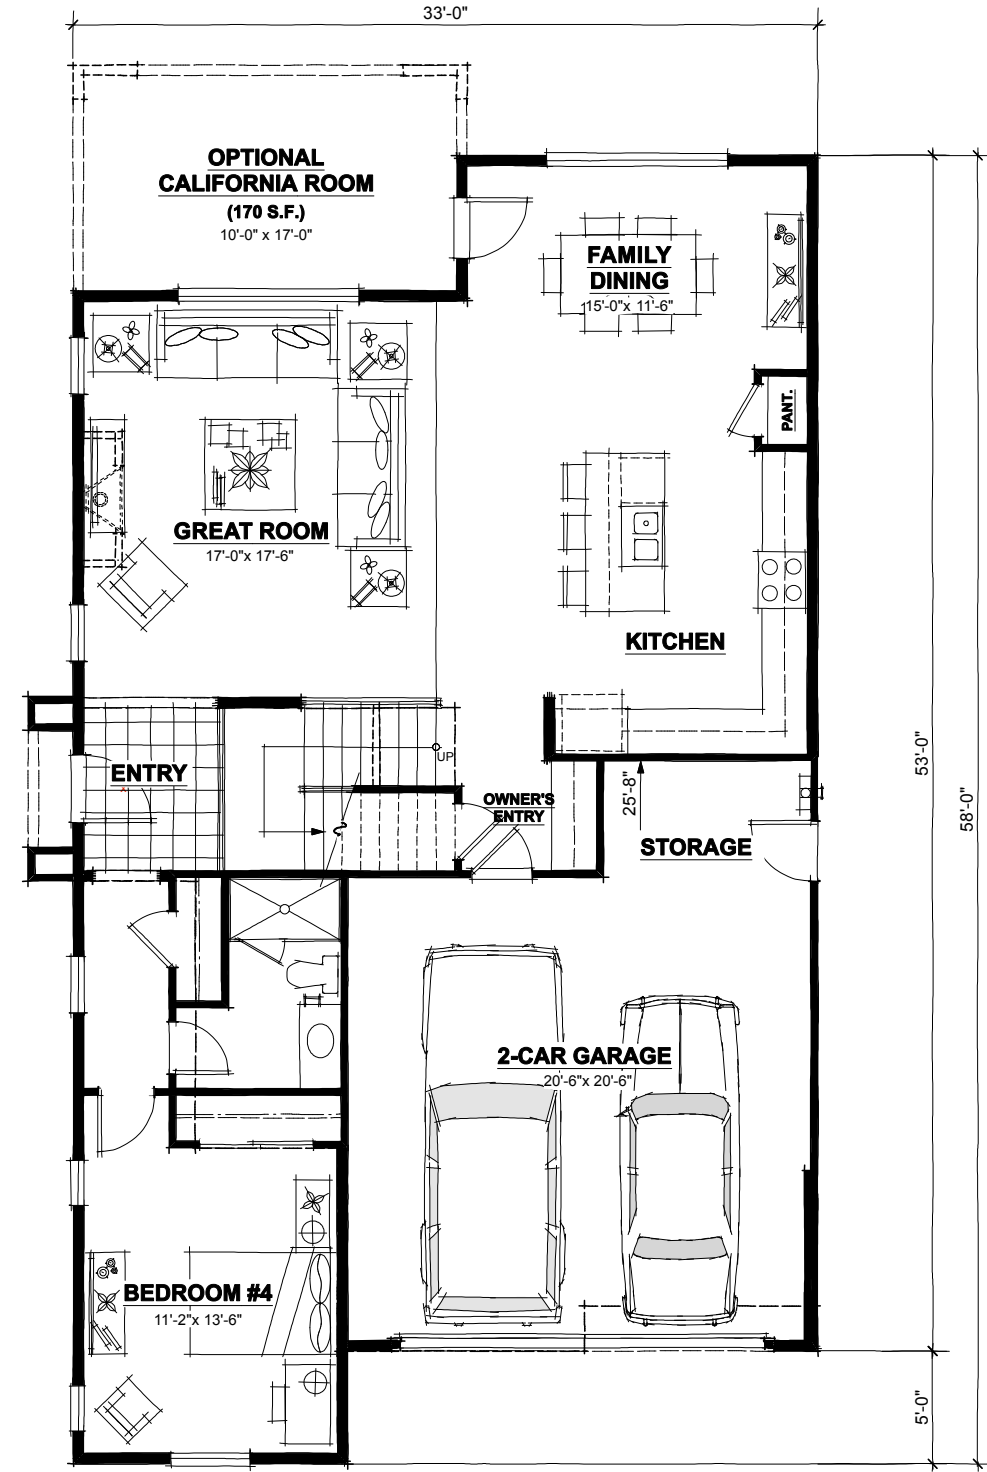 33'-0"
OPTIONAL
CALIFORNIA ROOM
(170 S.F.)
10'-0" x 17'-0"
FAMILY
DINING
15'-0"x 11'-6"
PANT.
GREAT ROOM
17'-0"x 17'-6"
KITCHEN
UP
ENTRY
OWNER'S
ENTRY
25'-8"
STORAGE
53'-0"
58'-0"
2-CAR GARAGE
20'-6"x 20'-6"
BEDROOM #4
11'-2"x 13'-6"
5'-0"